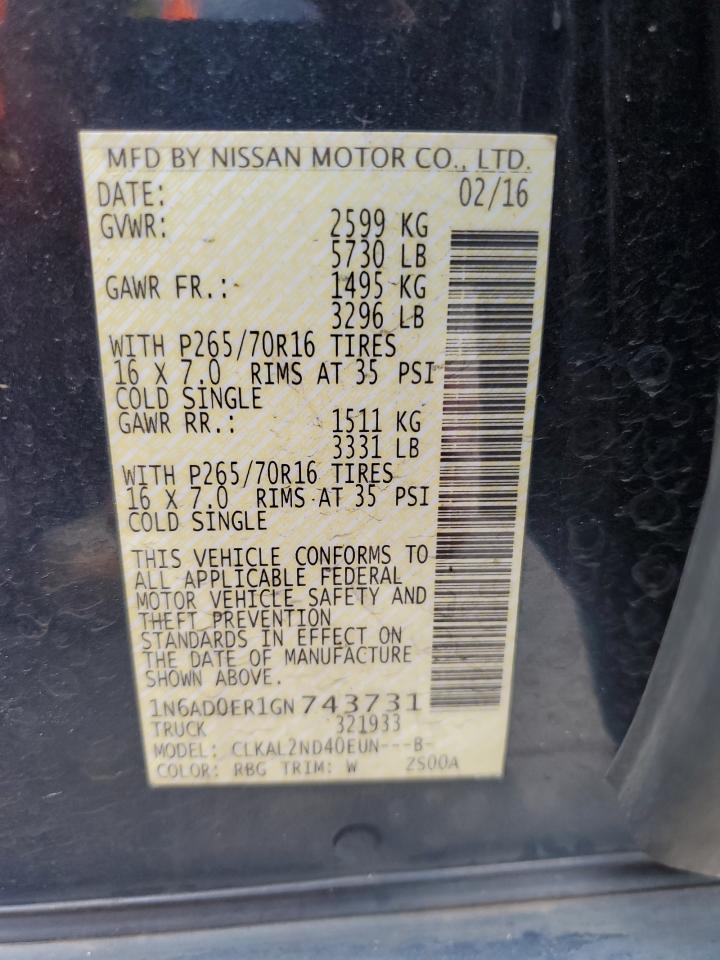 MFD BY NISSAN MOTOR CO., LTD.
DATE: 02/16
GVWR: 2599 KG
5730 LB
GAWR FR.: 1495 KG
3296 LB
WITH P265/70R16 TIRES
16 X 7.0 RIMS AT 35 PSI
COLD SINGLE
GAWR RR.: 1511 KG
3331 LB
WITH P265/70R16 TIRES
16 X 7.0 RIMS AT 35 PSI
COLD SINGLE
THIS VEHICLE CONFORMS TO
ALL APPLICABLE FEDERAL
MOTOR VEHICLE SAFETY AND
THEFT PREVENTION
STANDARDS IN EFFECT ON
THE DATE OF MANUFACTURE
SHOWN ABOVE.
1N6AD0ER1GN743731
TRUCK 321933
MODEL: CLKAL2ND40EUN---B-
COLOR: RBG TRIM: W ZS00A